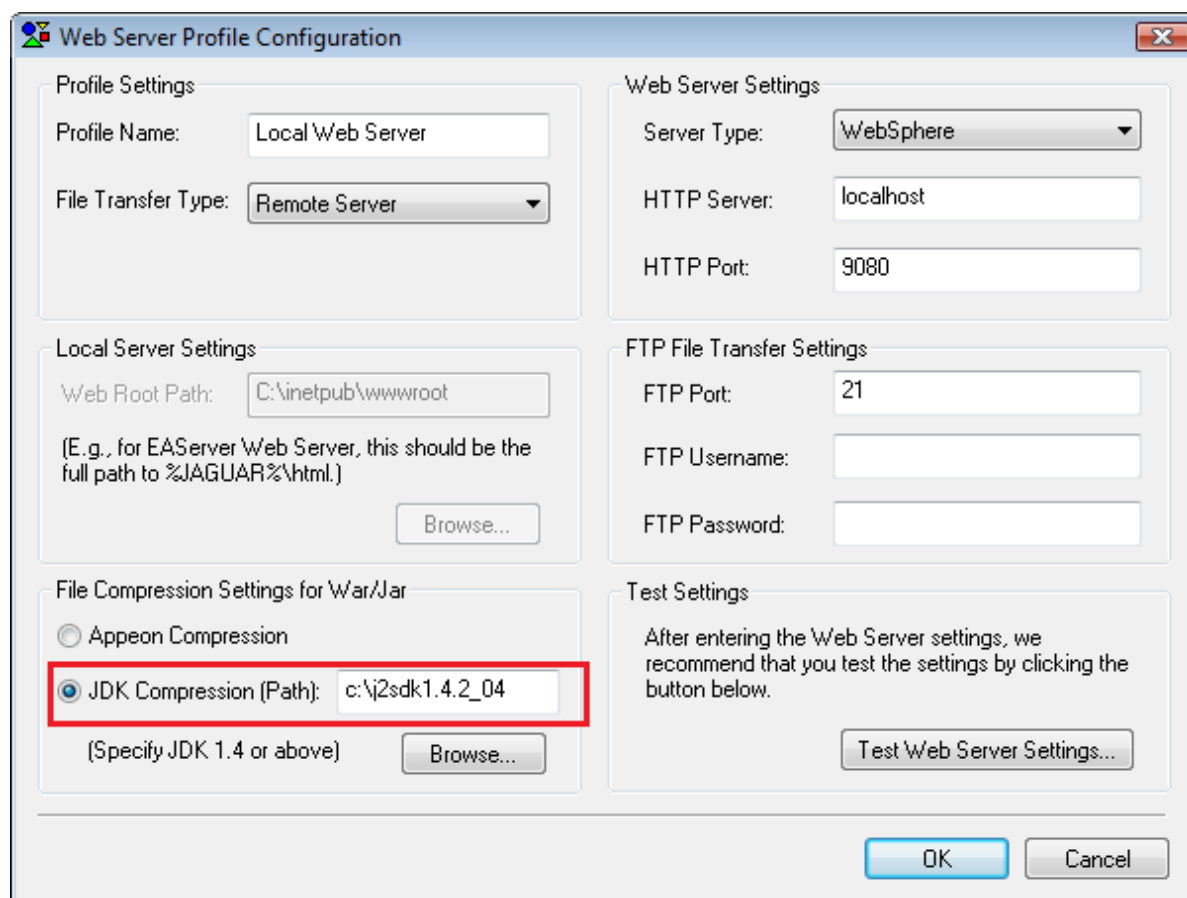 Web Server Profile Configuration
Profile Settings
Profile Name: Local Web Server
File Transfer Type: Remote Server
Web Server Settings
Server Type: WebSphere
HTTP Server: localhost
HTTP Port: 9080
Local Server Settings
Web Root Path: C:\inetpub\wwwroot
(E.g., for EAServer Web Server, this should be the
full path to %JAGUAR%\html.)
Browse...
FTP File Transfer Settings
FTP Port: 21
FTP Username:
FTP Password:
File Compression Settings for War/Jar
Appeon Compression
JDK Compression (Path): c:\j2sdk1.4.2_04
(Specify JDK 1.4 or above) Browse...
Test Settings
After entering the Web Server settings, we
recommend that you test the settings by clicking the
button below.
Test Web Server Settings...
OK Cancel